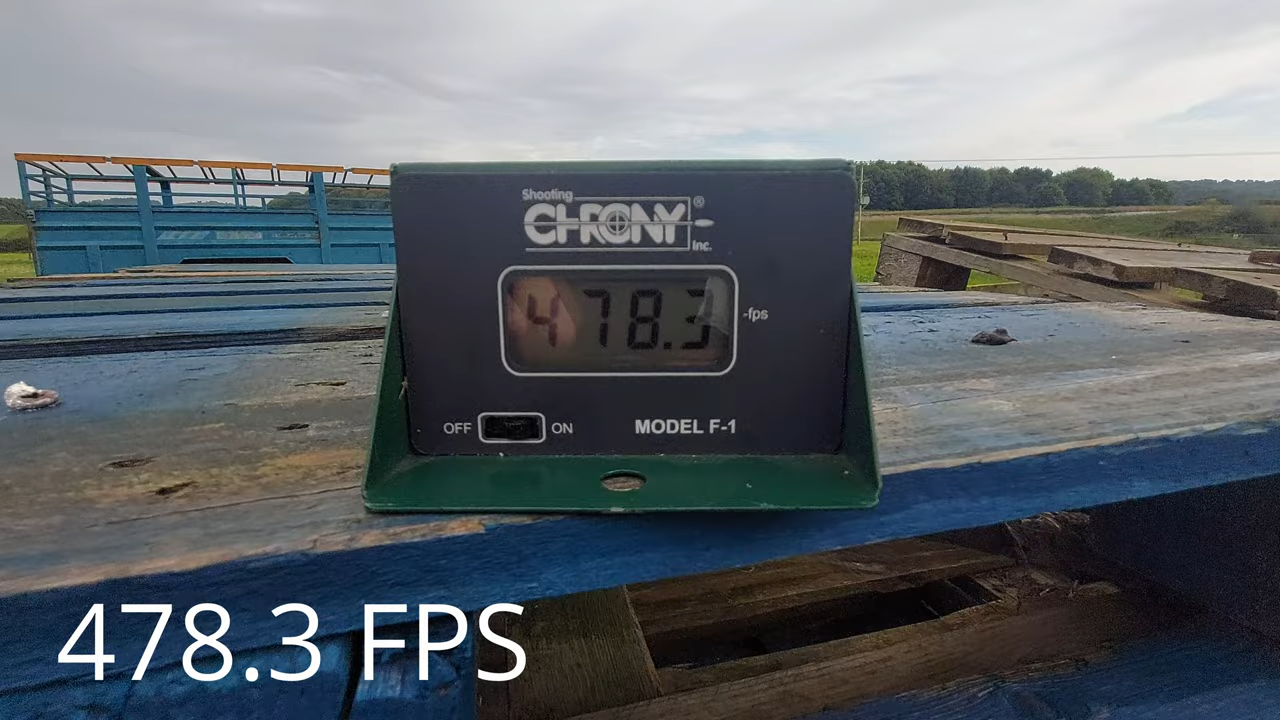 Shooting
CHRONY®
Inc.
478.3
-fps
OFF ON
MODEL F-1
478.3 FPS